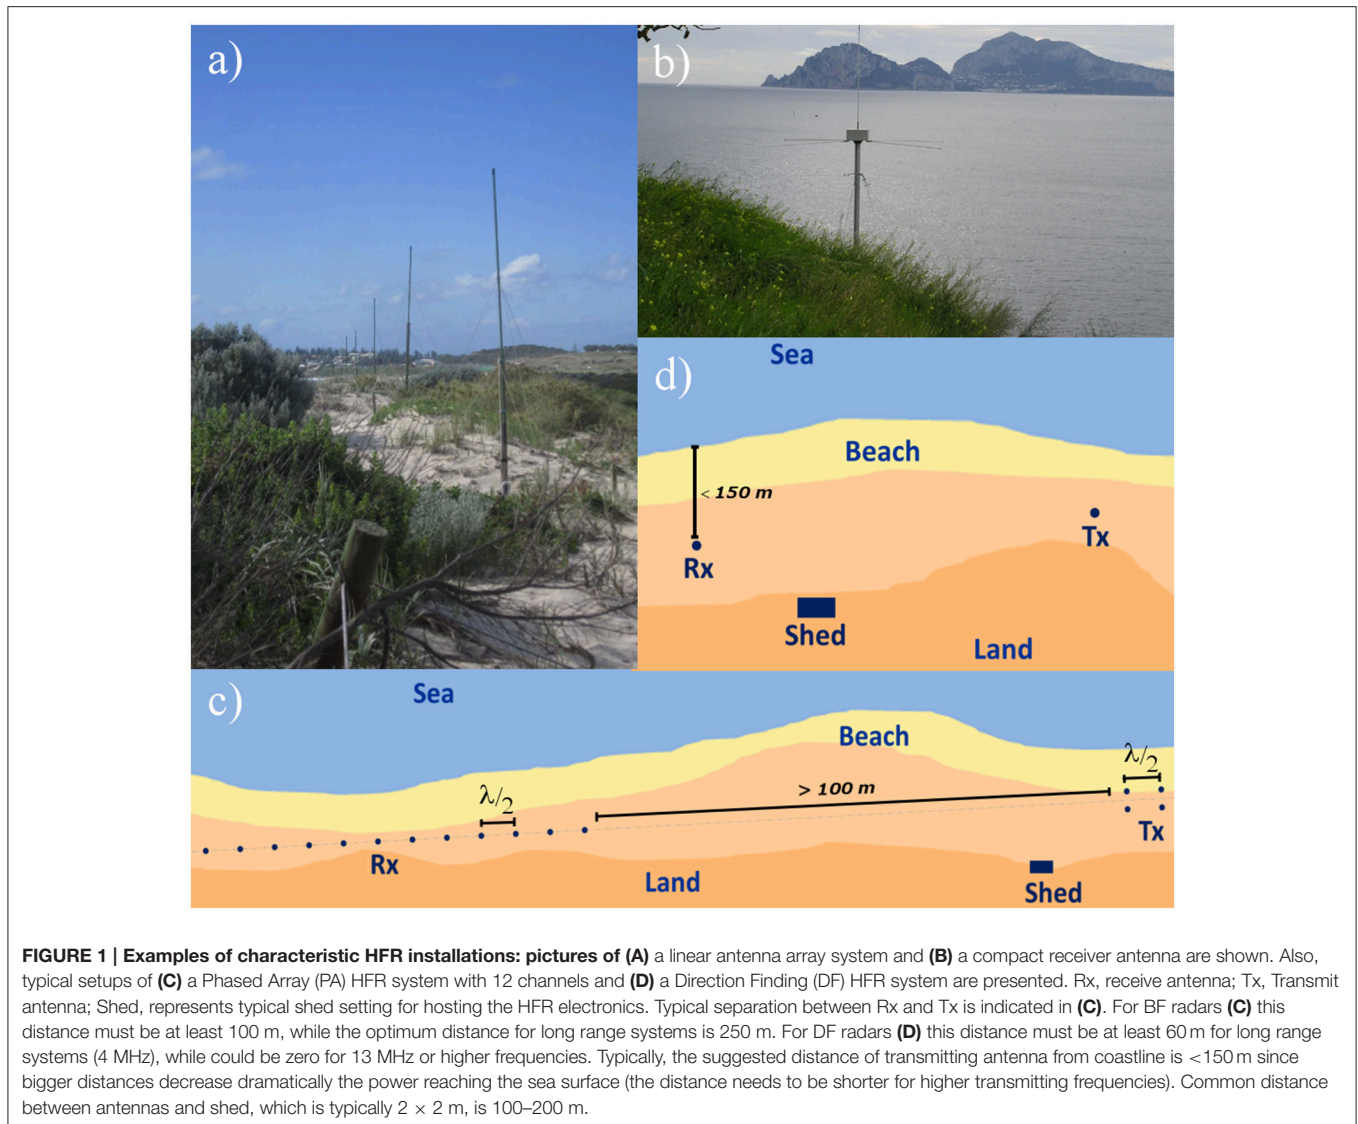 a)
b)
Sea
d)
Beach
< 150 m
Tx
Rx
Shed
Land
Sea
c)
Beach
λ/2
> 100 m
λ/2
Tx
Rx
Land
Shed
FIGURE 1 | Examples of characteristic HFR installations: pictures of (A) a linear antenna array system and (B) a compact receiver antenna are shown. Also,
typical setups of (C) a Phased Array (PA) HFR system with 12 channels and (D) a Direction Finding (DF) HFR system are presented. Rx, receive antenna; Tx, Transmit
antenna; Shed, represents typical shed setting for hosting the HFR electronics. Typical separation between Rx and Tx is indicated in (C). For BF radars (C) this
distance must be at least 100 m, while the optimum distance for long range systems is 250 m. For DF radars (D) this distance must be at least 60 m for long range
systems (4 MHz), while could be zero for 13 MHz or higher frequencies. Typically, the suggested distance of transmitting antenna from coastline is <150 m since
bigger distances decrease dramatically the power reaching the sea surface (the distance needs to be shorter for higher transmitting frequencies). Common distance
between antennas and shed, which is typically 2 × 2 m, is 100–200 m.